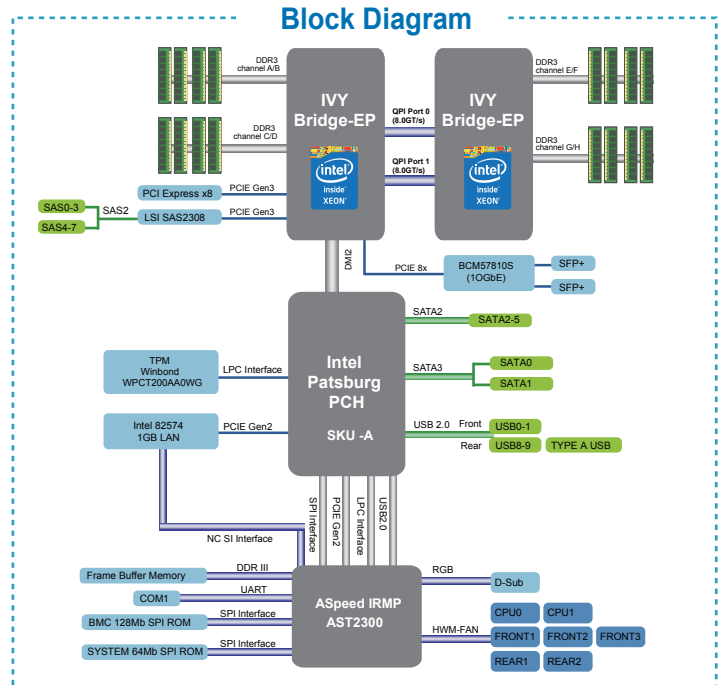 Block Diagram
DDR3
channel A/B
DDR3
channel C/D
IVY
Bridge-EP
intel
inside
XEON
QPI Port 0
(8.0GT/s)
QPI Port 1
(8.0GT/s)
IVY
Bridge-EP
intel
inside
XEON
DDR3
channel E/F
DDR3
channel G/H
PCI Express x8
PCIE Gen3
SAS0-3
SAS4-7
SAS2
LSI SAS2308
PCIE Gen3
DMI2
PCIE 8x
BCM57810S
(1OGbE)
SFP+
SFP+
Intel
Patsburg
PCH
SKU -A
SATA2
SATA2-5
SATA3
SATA0
SATA1
USB 2.0
Front
USB0-1
Rear
USB8-9
TYPE A USB
TPM
Winbond
WPCT200AA0WG
LPC Interface
Intel 82574
1GB LAN
PCIE Gen2
NC SI Interface
SPI Interface
PCIE Gen2
LPC Interface
USB2.0
ASpeed IRMP
AST2300
Frame Buffer Memory
DDR III
COM1
UART
BMC 128Mb SPI ROM
SPI Interface
SYSTEM 64Mb SPI ROM
SPI Interface
RGB
D-Sub
HWM-FAN
CPU0
CPU1
FRONT1
FRONT2
FRONT3
REAR1
REAR2